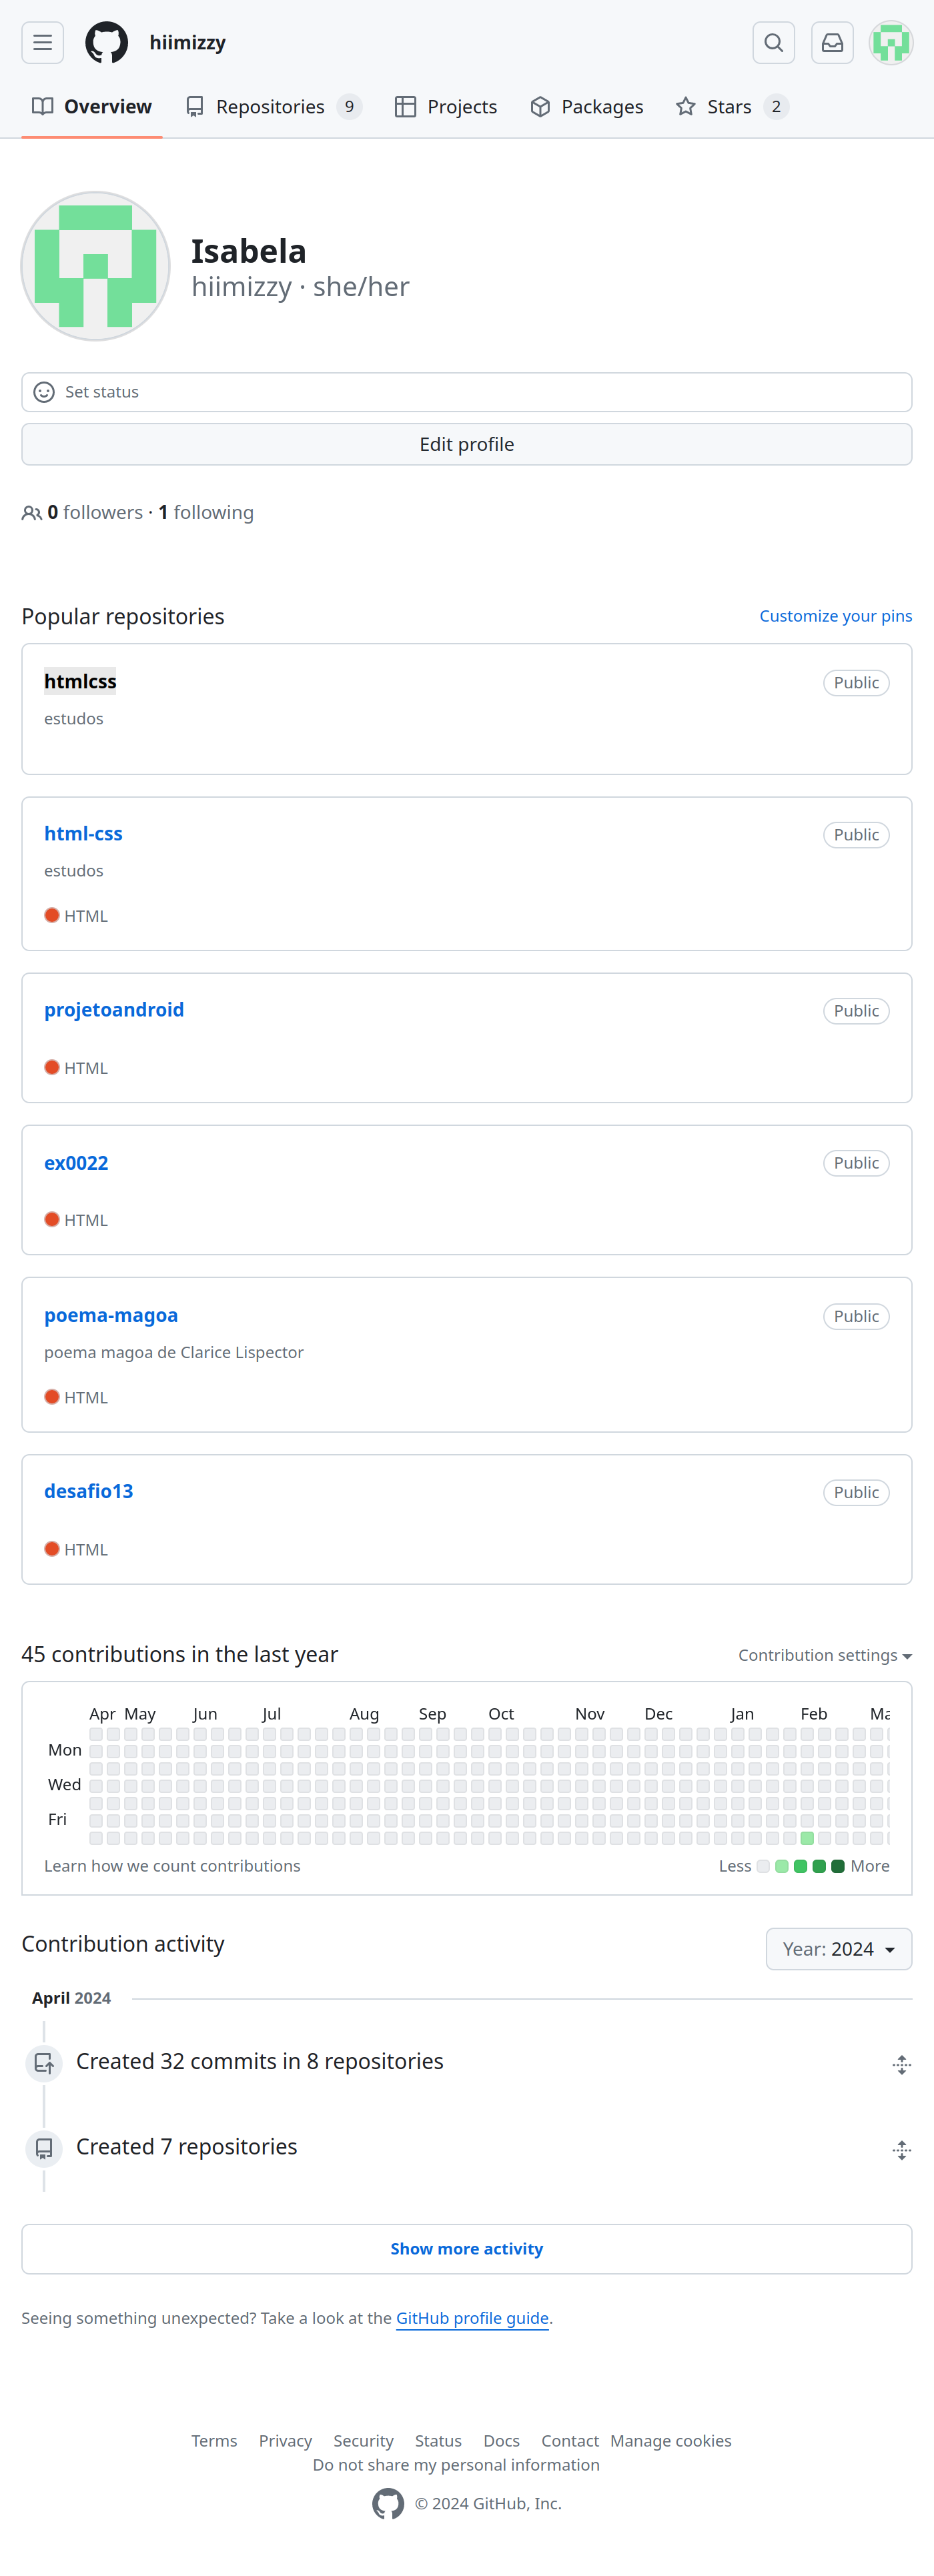 hiimizzy
Overview Repositories 9 Projects Packages Stars 2
Isabela
hiimizzy · she/her
Set status
Edit profile
0 followers · 1 following
Popular repositories Customize your pins
htmlcss Public
estudos
html-css Public
estudos
HTML
projetoandroid Public
HTML
ex0022 Public
HTML
poema-magoa Public
poema magoa de Clarice Lispector
HTML
desafio13 Public
HTML
45 contributions in the last year Contribution settings
Apr May Jun Jul Aug Sep Oct Nov Dec Jan Feb Ma
Mon
Wed
Fri
Learn how we count contributions Less More
Contribution activity Year: 2024
April 2024
Created 32 commits in 8 repositories
Created 7 repositories
Show more activity
Seeing something unexpected? Take a look at the GitHub profile guide.
Terms Privacy Security Status Docs Contact Manage cookies
Do not share my personal information
© 2024 GitHub, Inc.